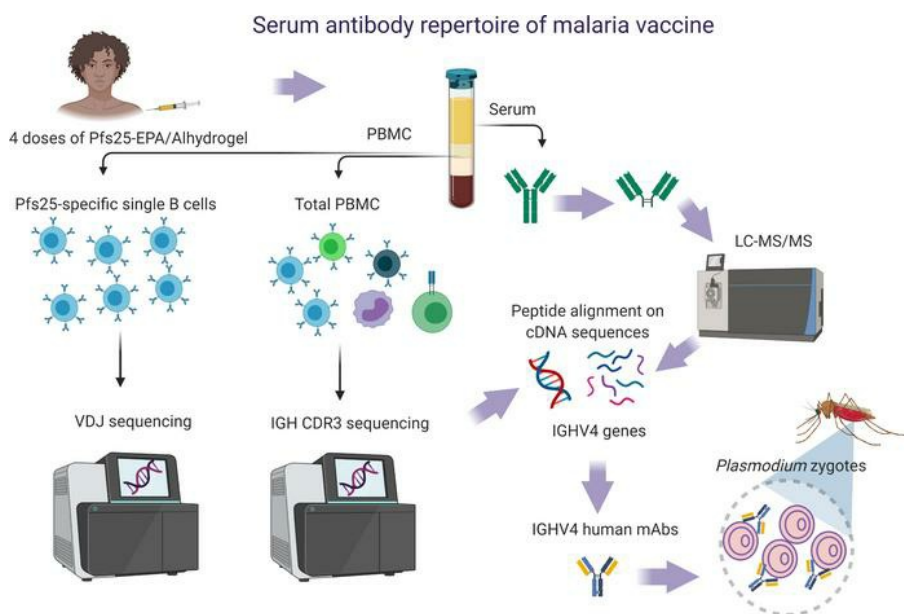 Serum antibody repertoire of malaria vaccine
4 doses of Pfs25-EPA/Alhydrogel
PBMC
Serum
Pfs25-specific single B cells
Total PBMC
LC-MS/MS
Peptide alignment on
cDNA sequences
VDJ sequencing
IGH CDR3 sequencing
IGHV4 genes
Plasmodium zygotes
IGHV4 human mAbs